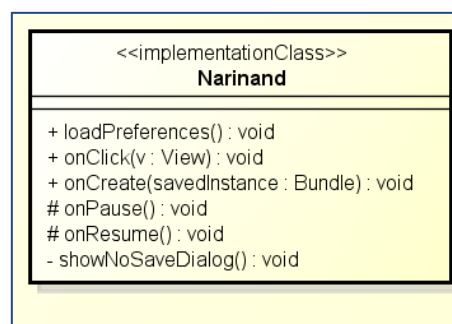 <<implementationClass>>
Narinand
+ loadPreferences() : void
+ onClick(v : View) : void
+ onCreate(savedInstance : Bundle) : void
# onPause() : void
# onResume() : void
- showNoSaveDialog() : void